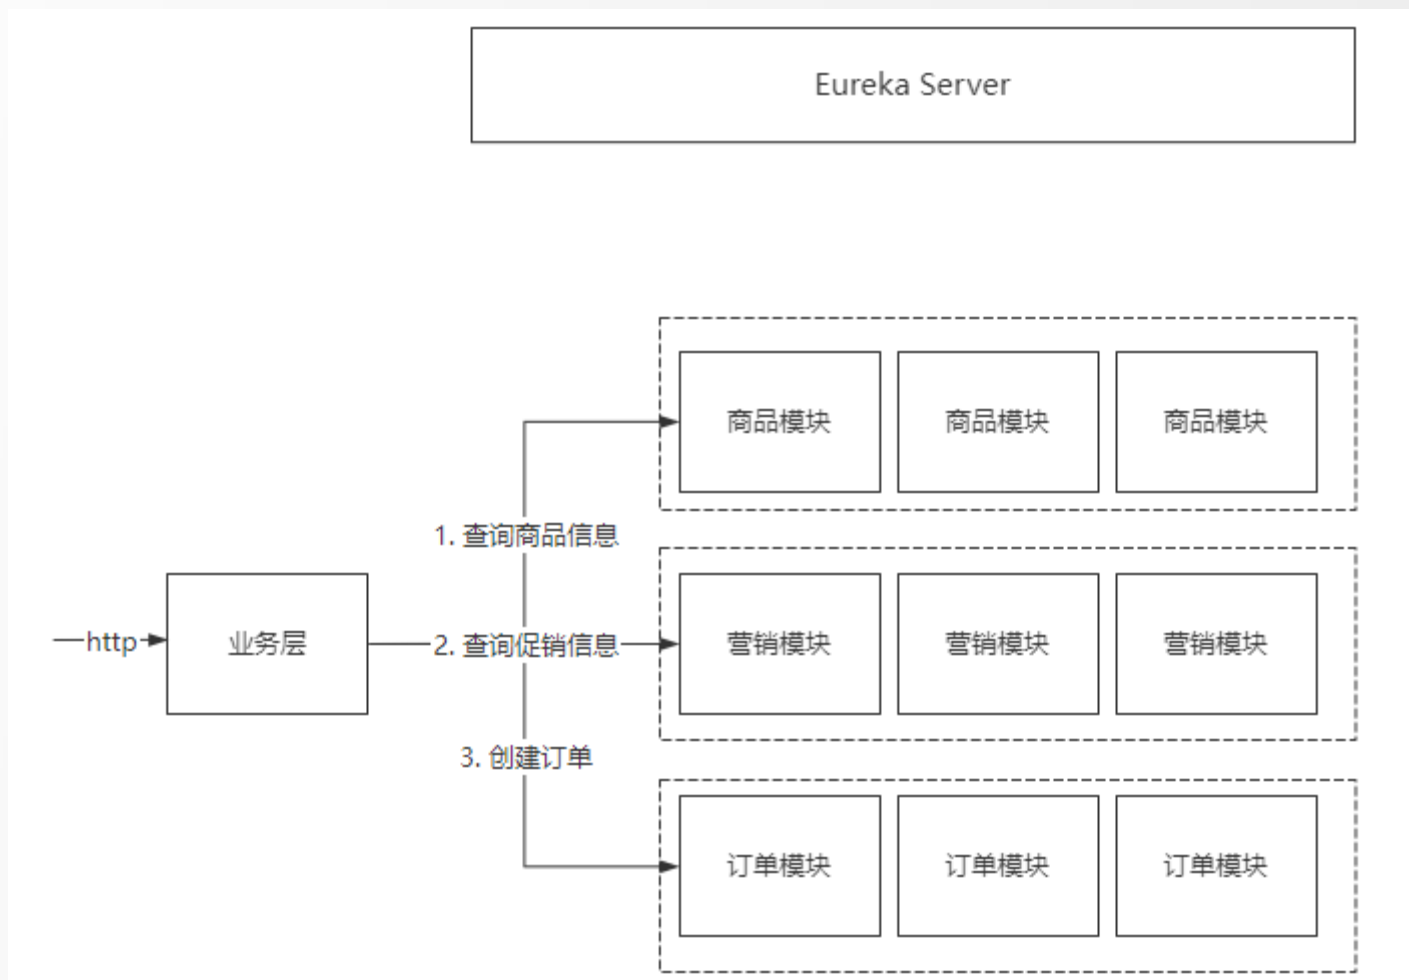 Eureka Server
商品模块 商品模块 商品模块
1. 查询商品信息
http 业务层 2. 查询促销信息 营销模块 营销模块 营销模块
3. 创建订单
订单模块 订单模块 订单模块